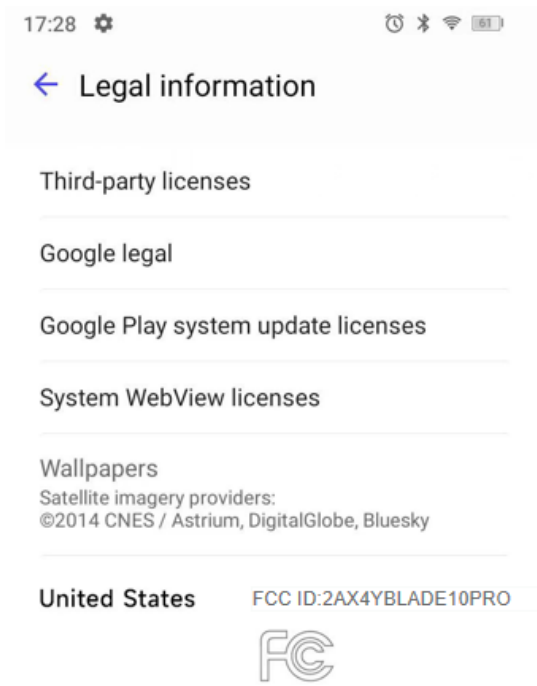 17:28
61
Legal information
Third-party licenses
Google legal
Google Play system update licenses
System WebView licenses
Wallpapers
Satellite imagery providers:
©2014 CNES / Astrium, DigitalGlobe, Bluesky
United States FCC ID:2AX4YBLADE10PRO
FC